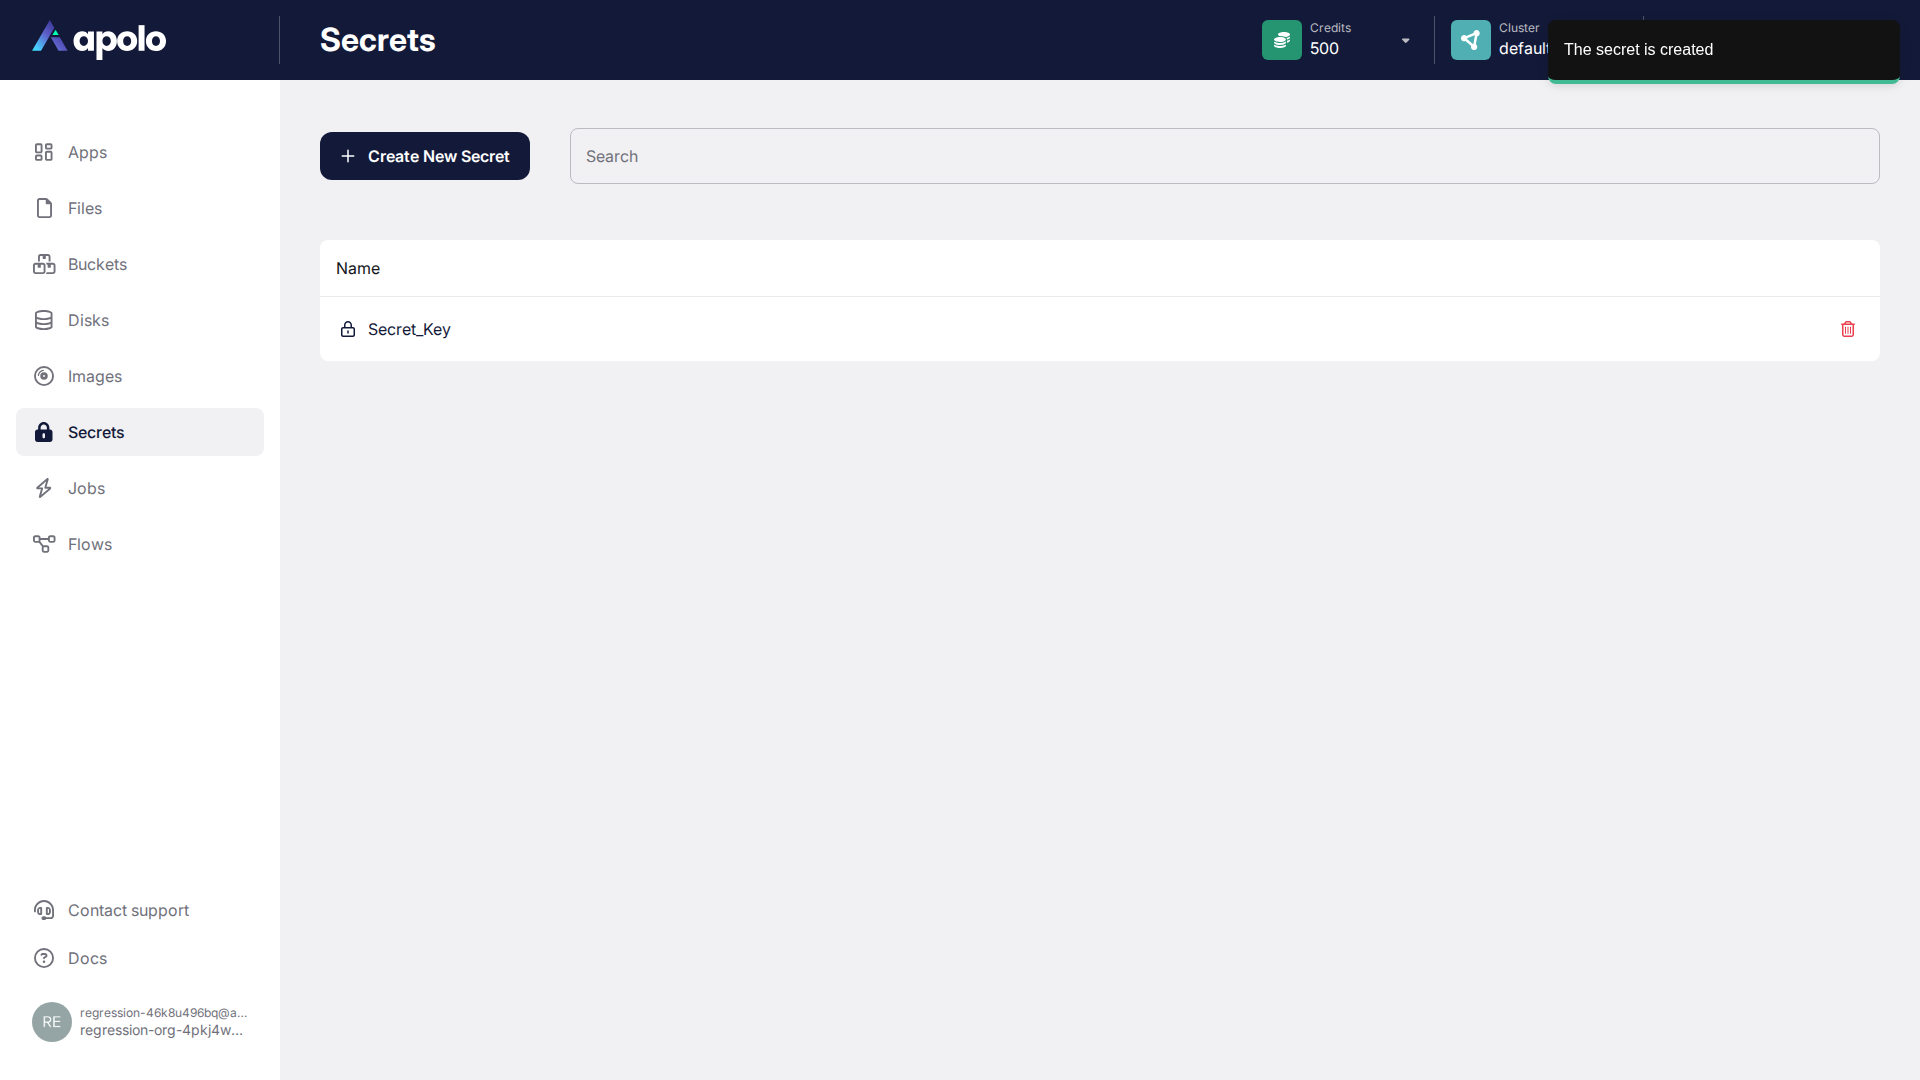 apolo
Secrets
Credits
500
Cluster
default
The secret is created
Apps
Files
Buckets
Disks
Images
Secrets
Jobs
Flows
Create New Secret
Search
Name
Secret_Key
Contact support
Docs
RE
regression-46k8u496bq@a...
regression-org-4pkj4w...